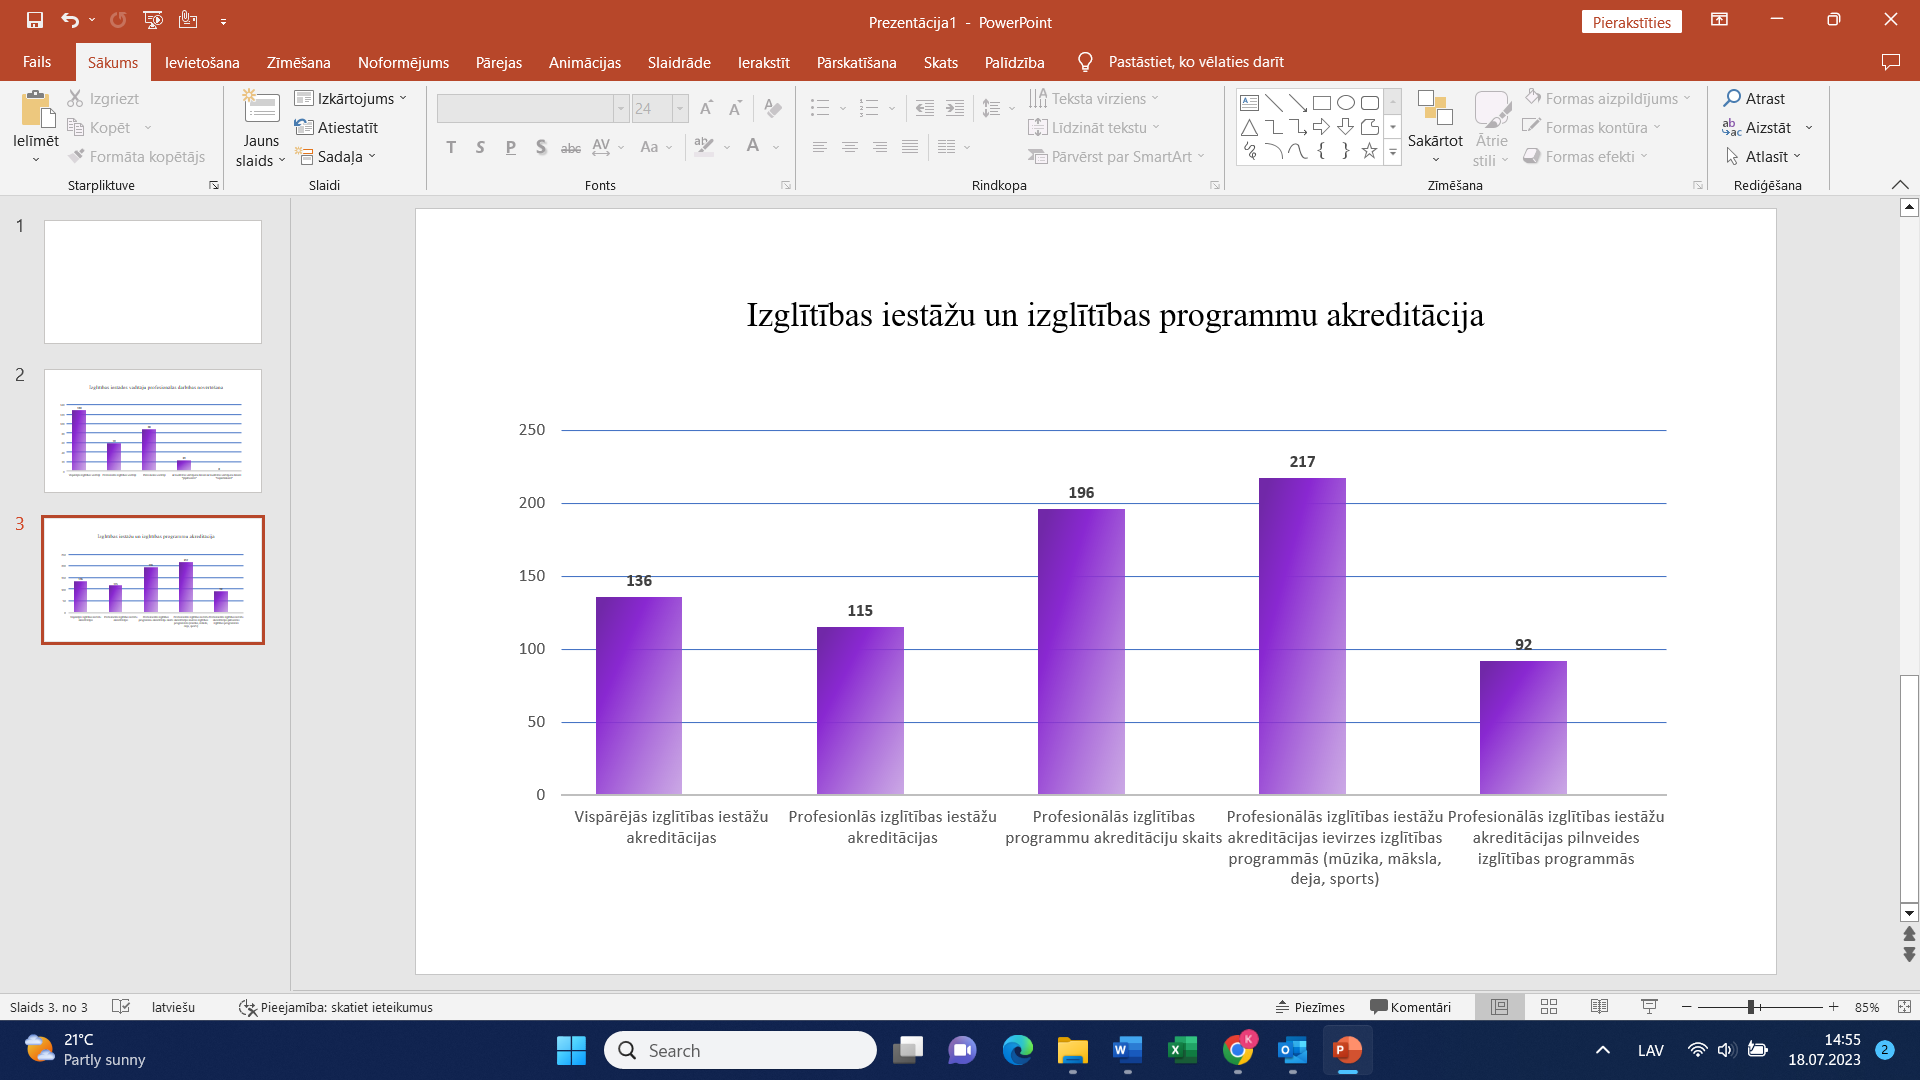 Prezentācija1 - PowerPoint
Pierakstīties
Fails
Sākums
Ievietošana
Zīmēšana
Noformējums
Pārejas
Animācijas
Slaidrāde
Ierakstīt
Pārskatīšana
Skats
Palīdzība
Pastāstiet, ko vēlaties darīt
Ielīmēt
Izgriezt
Kopēt
Formāta kopētājs
Starpliktuve
Jauns
slaids
Izkārtojums
Atiestatīt
Sadaļa
Slaidi
24
T S P S abc AV Aa A
Fonts
Teksta virziens
Līdzināt tekstu
Pārvērst par SmartArt
Rindkopa
Sakārtot
Ātrie
stili
Formas aizpildījums
Formas kontūra
Formas efekti
Zīmēšana
Atrast
Aizstāt
Atlasīt
Rediģēšana
1
2
3
Izglītības iestāžu un izglītības programmu akreditācija
250
200
150
100
50
0
136
115
196
217
92
Vispārējās izglītības iestāžu
akreditācijas
Profesionlās izglītības iestāžu
akreditācijas
Profesionālās izglītības
programmu akreditāciju skaits
Profesionālās izglītības iestāžu
akreditācijas ievirzes izglītības
programmās (mūzika, māksla,
deja, sports)
Profesionālās izglītības iestāžu
akreditācijas pilnveides
izglītības programmās
Slaids 3. no 3
latviešu
Pieejamība: skatiet ieteikumus
Piezīmes
Komentāri
85%
21°C
Partly sunny
Search
LAV
14:55
18.07.2023
2